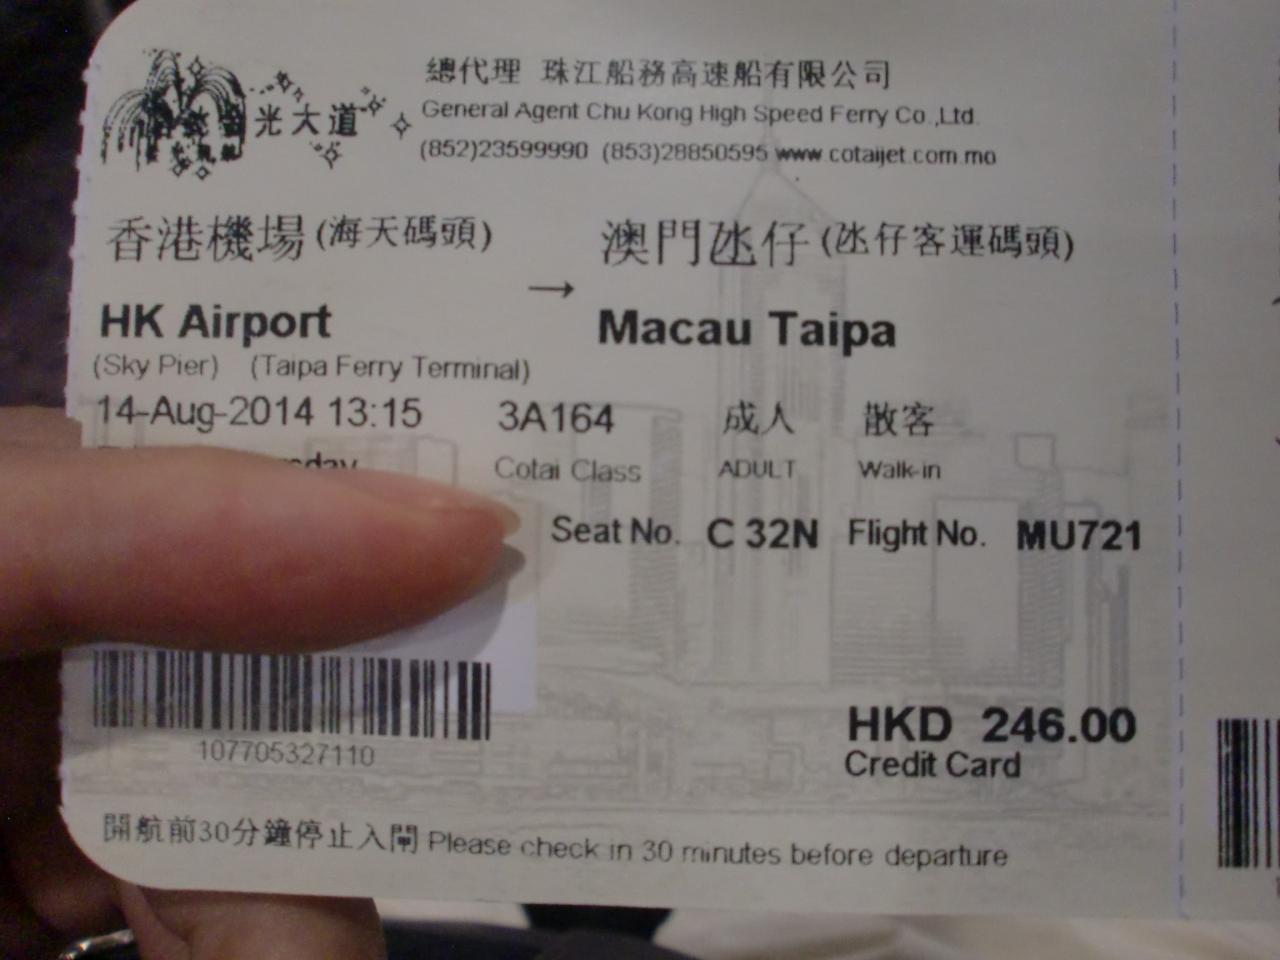 光大道
總代理 珠江船務高速船有限公司
General Agent Chu Kong High Speed Ferry Co.,Ltd.
(852)23599990 (853)28850595 www.cotaijet.com.mo
香港機場(海天碼頭) → 澳門氹仔(氹仔客運碼頭)
HK Airport Macau Taipa
(Sky Pier) (Taipa Ferry Terminal)
14-Aug-2014 13:15 3A164 成人 散客
Cotai Class ADULT Walk-in
Seat No. C 32N Flight No. MU721
107705327110
HKD 246.00
Credit Card
開航前30分鐘停止入閘 Please check in 30 minutes before departure